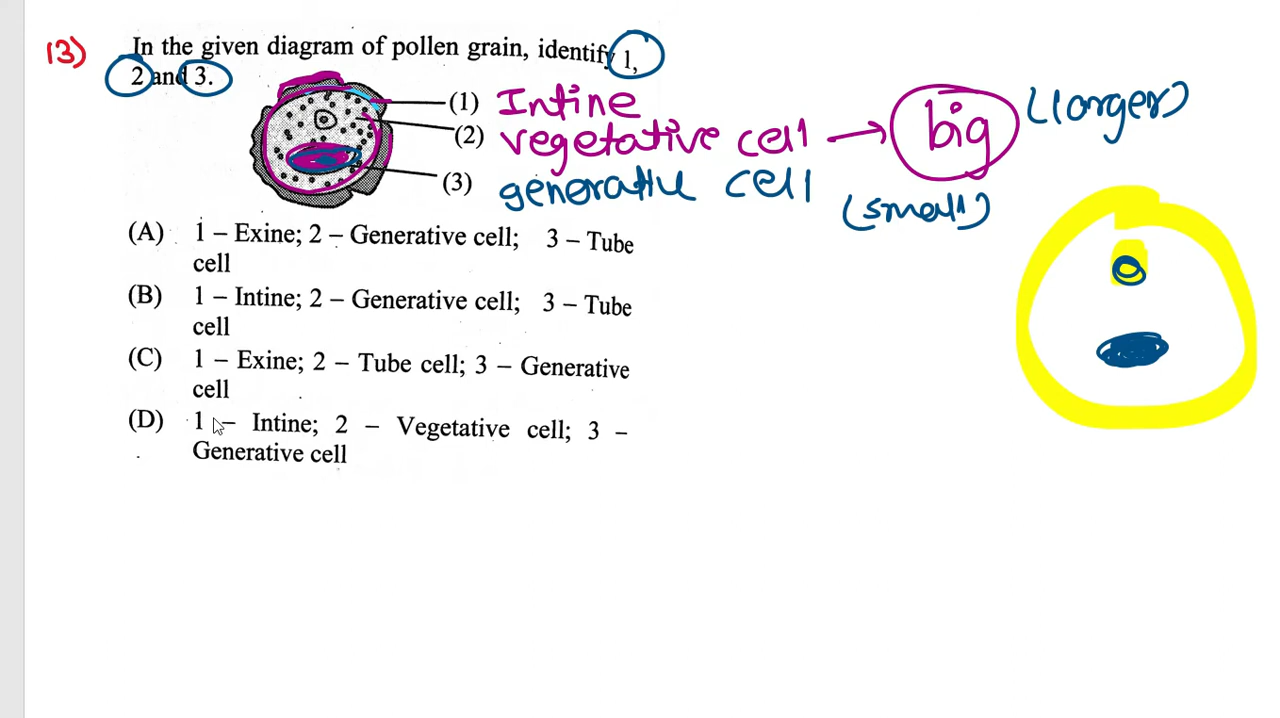 13)
In the given diagram of pollen grain, identify 1,
2 and 3.
(1) Intine
(2) vegetative cell → big (larger)
(3) generative cell (small)
(A) 1 – Exine; 2 – Generative cell; 3 – Tube
cell
(B) 1 – Intine; 2 – Generative cell; 3 – Tube
cell
(C) 1 – Exine; 2 – Tube cell; 3 – Generative
cell
(D) 1 – Intine; 2 – Vegetative cell; 3 –
Generative cell